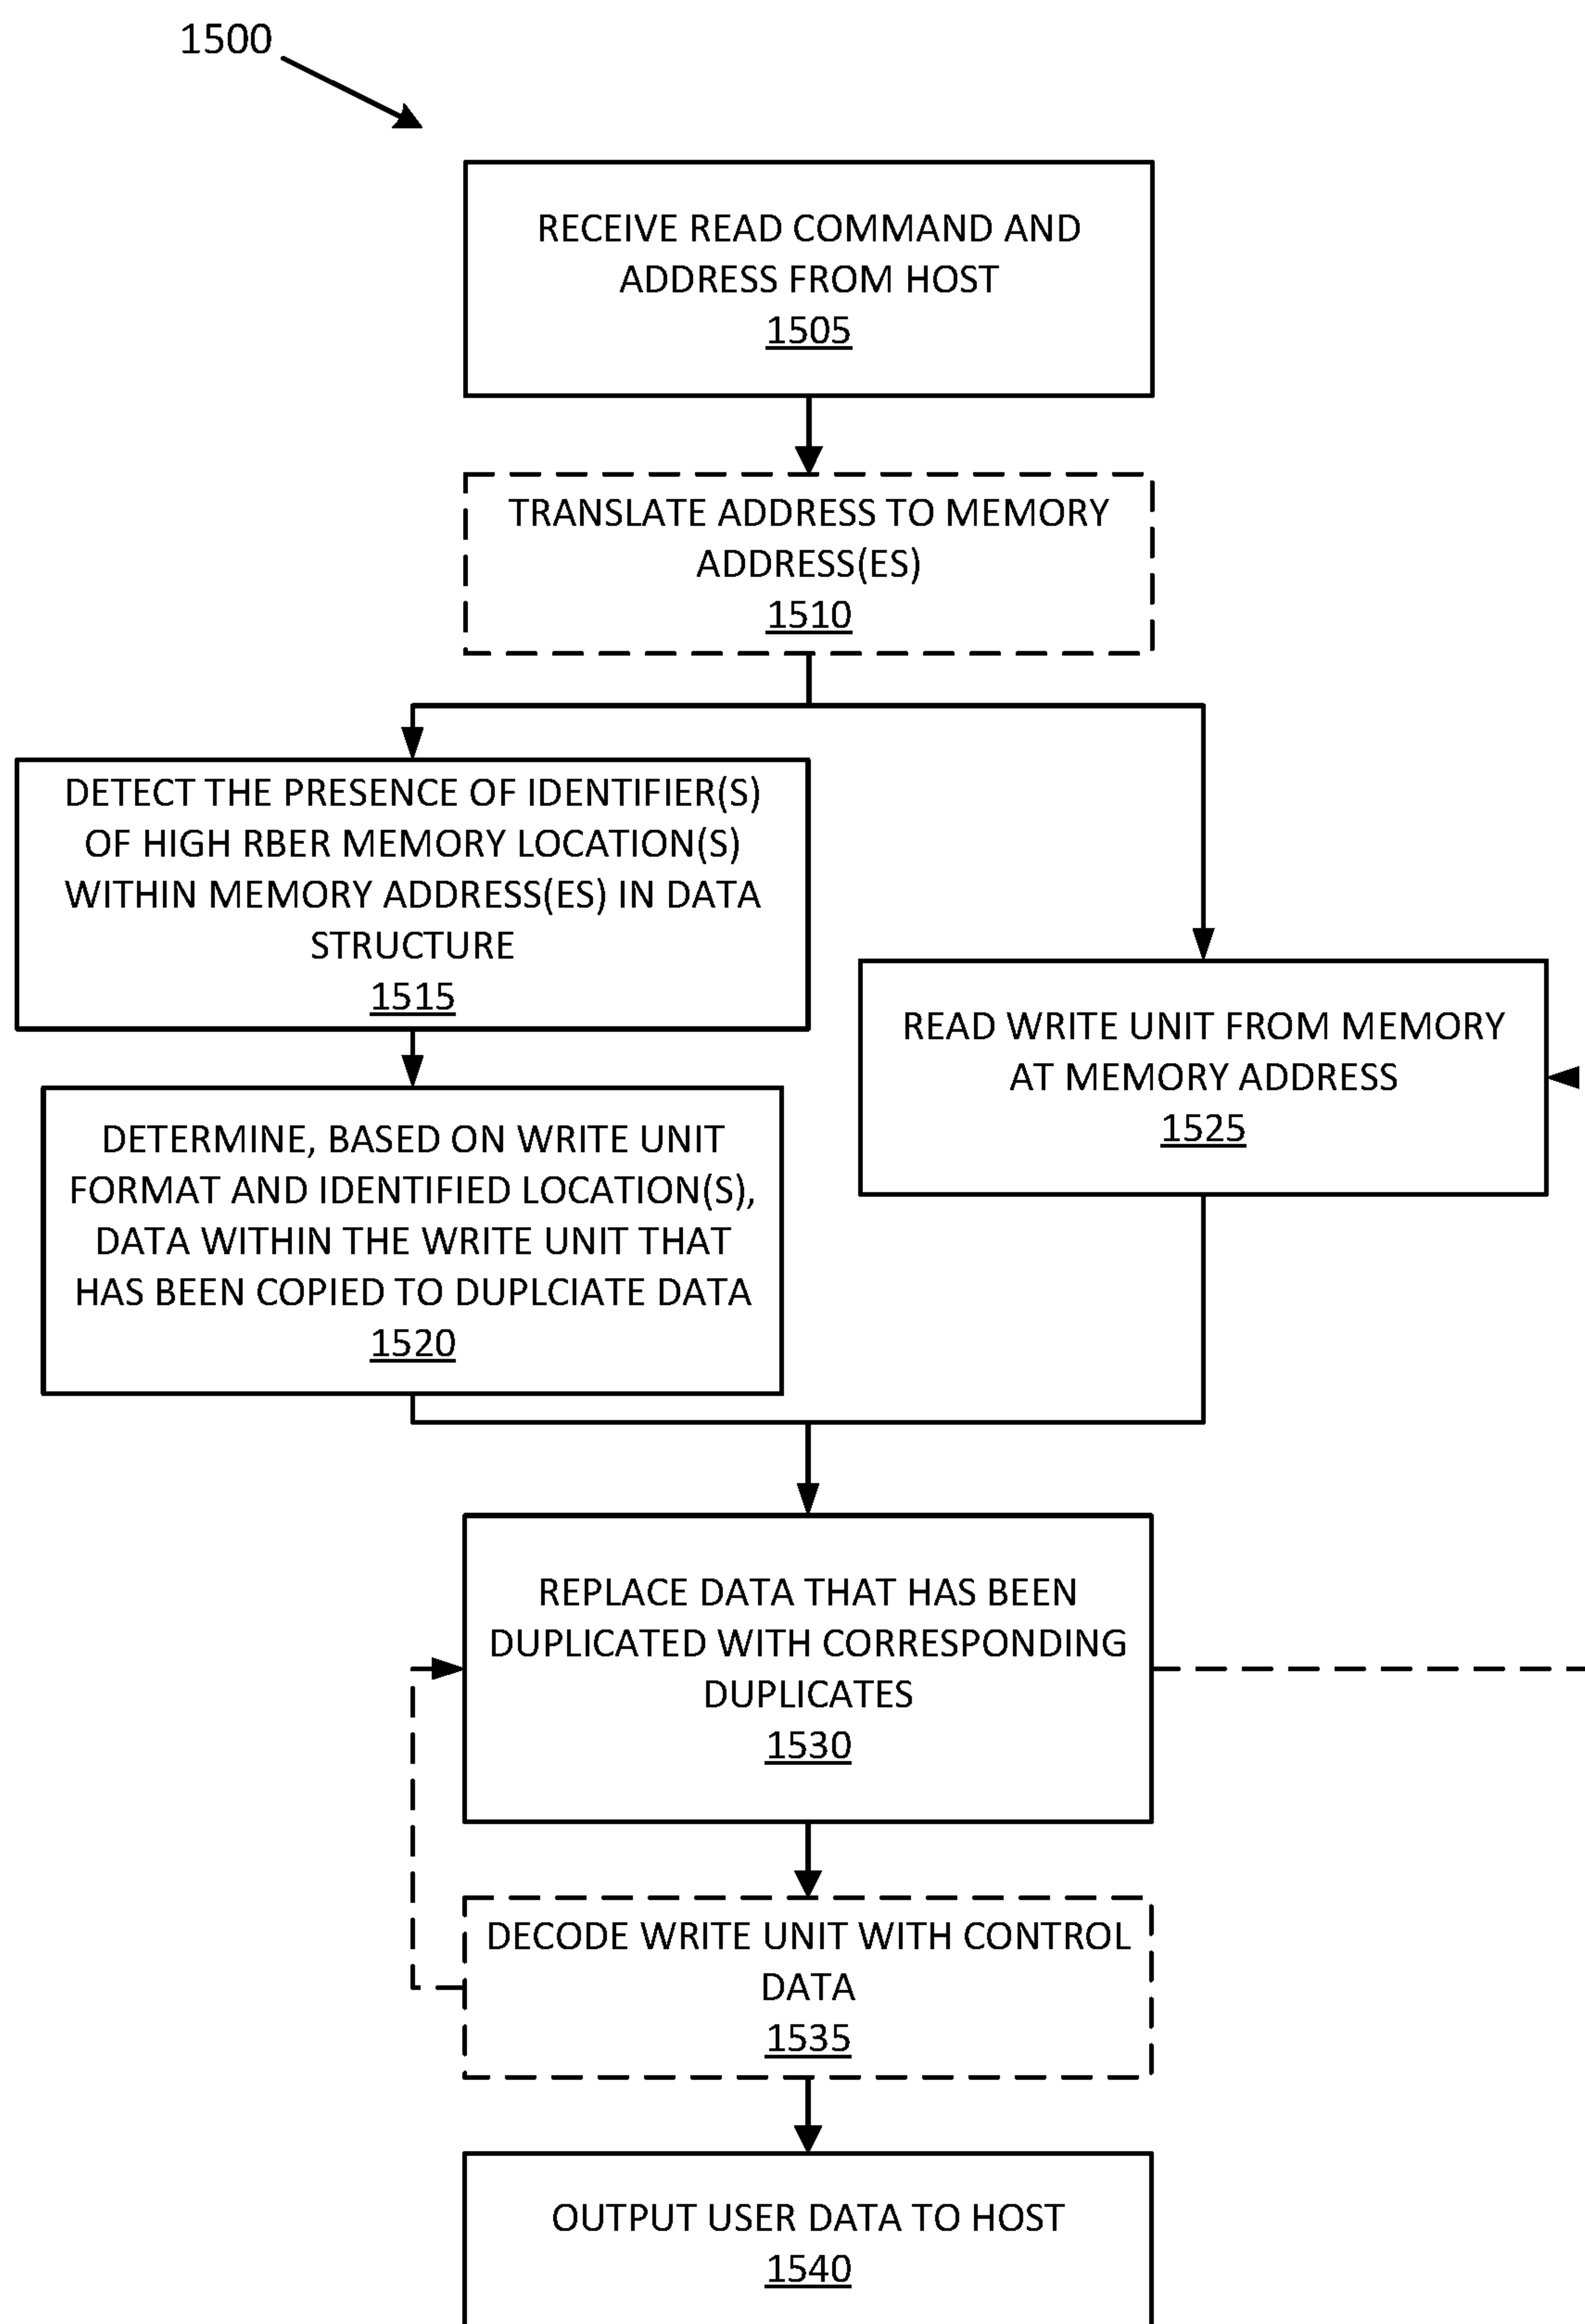 1500
RECEIVE READ COMMAND AND
ADDRESS FROM HOST
1505
TRANSLATE ADDRESS TO MEMORY
ADDRESS(ES)
1510
DETECT THE PRESENCE OF IDENTIFIER(S)
OF HIGH RBER MEMORY LOCATION(S)
WITHIN MEMORY ADDRESS(ES) IN DATA
STRUCTURE
1515
READ WRITE UNIT FROM MEMORY
AT MEMORY ADDRESS
1525
DETERMINE, BASED ON WRITE UNIT
FORMAT AND IDENTIFIED LOCATION(S),
DATA WITHIN THE WRITE UNIT THAT
HAS BEEN COPIED TO DUPLCIATE DATA
1520
REPLACE DATA THAT HAS BEEN
DUPLICATED WITH CORRESPONDING
DUPLICATES
1530
DECODE WRITE UNIT WITH CONTROL
DATA
1535
OUTPUT USER DATA TO HOST
1540